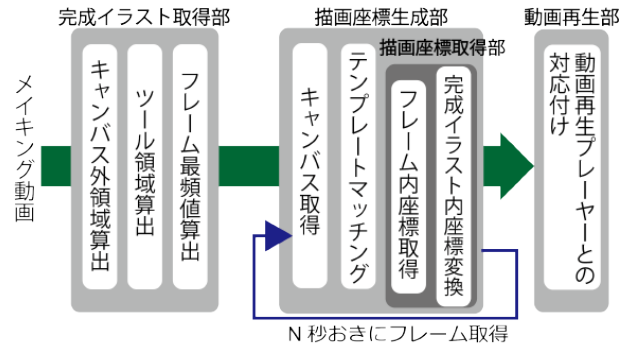 完成イラスト取得部
描画座標生成部
動画再生部
描画座標取得部
メイキング動画
キャンバス外領域算出
ツール領域算出
フレーム最頻値算出
キャンバス取得
テンプレートマッチング
フレーム内座標取得
完成イラスト内座標変換
動画再生プレーヤーとの
対応付け
N 秒おきにフレーム取得